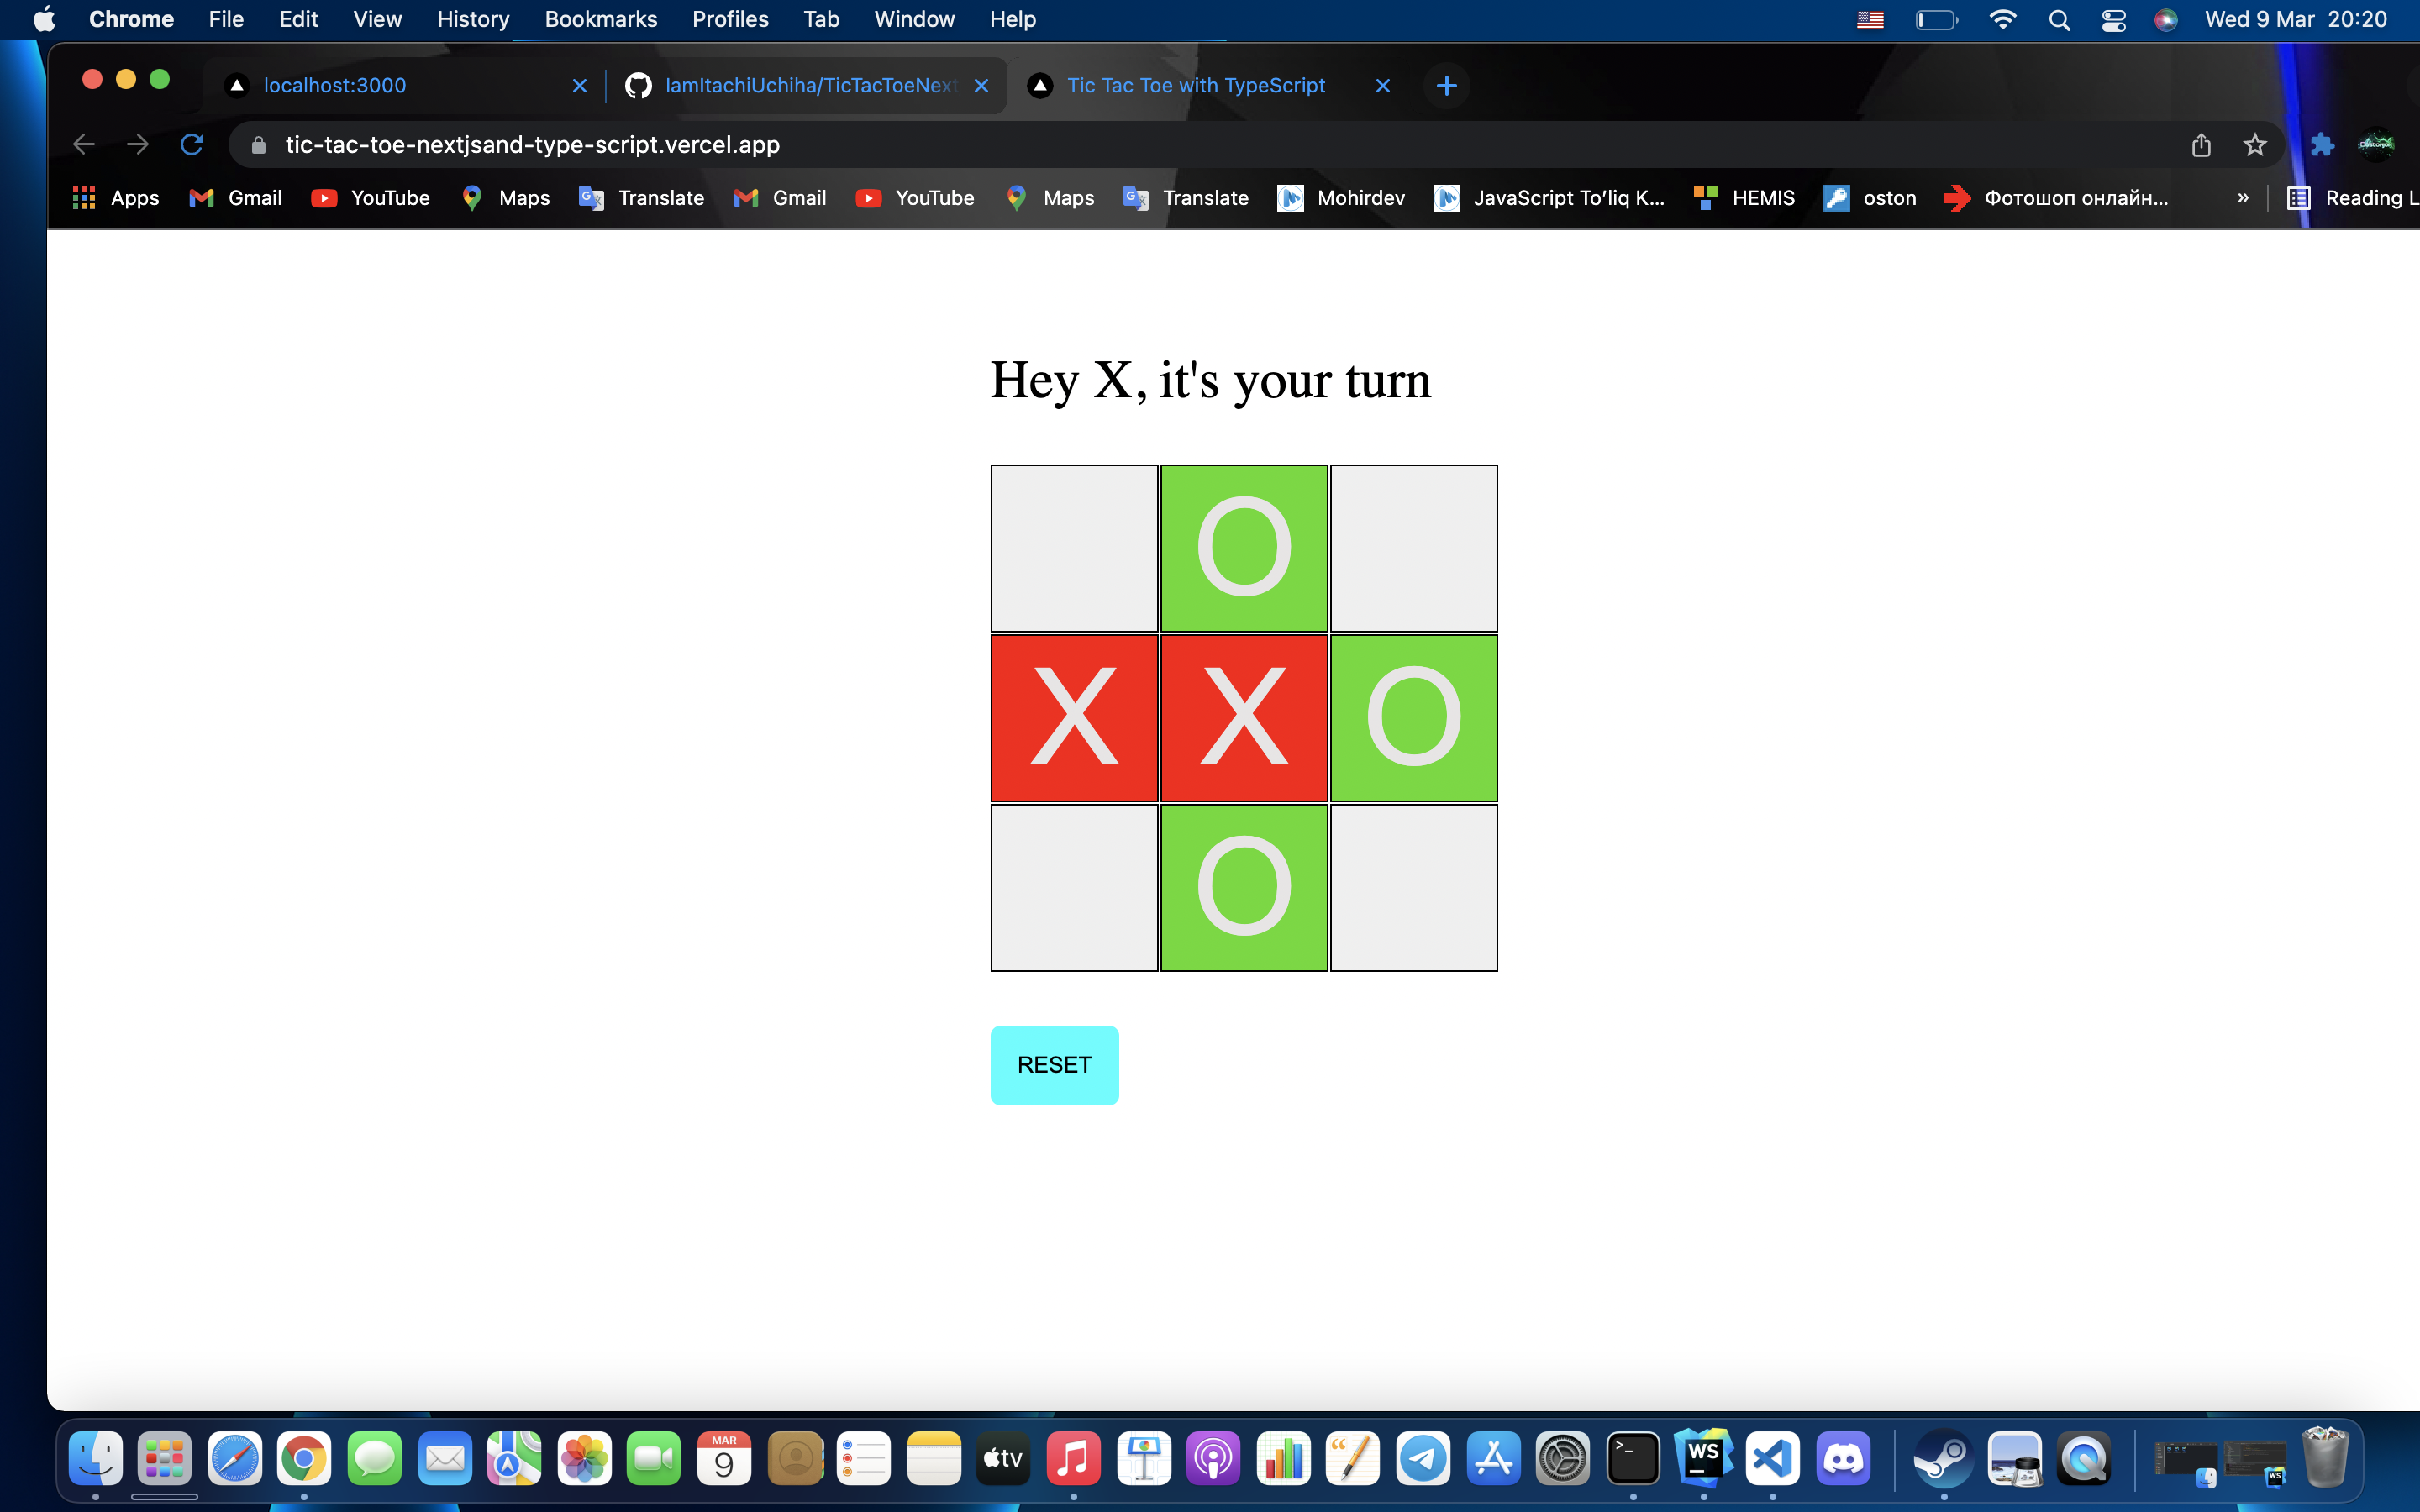 Chrome File Edit View History Bookmarks Profiles Tab Window Help Wed 9 Mar 20:20
localhost:3000 IamItachiUchiha/TicTacToeNext Tic Tac Toe with TypeScript
tic-tac-toe-nextjsand-type-script.vercel.app
Apps Gmail YouTube Maps Translate Gmail YouTube Maps Translate Mohirdev JavaScript To'liq K... HEMIS oston Фотошоп онлайн... » Reading L
Hey X, it's your turn
O
X X O
O
RESET
MAR
9
tv
>_
WS
WS